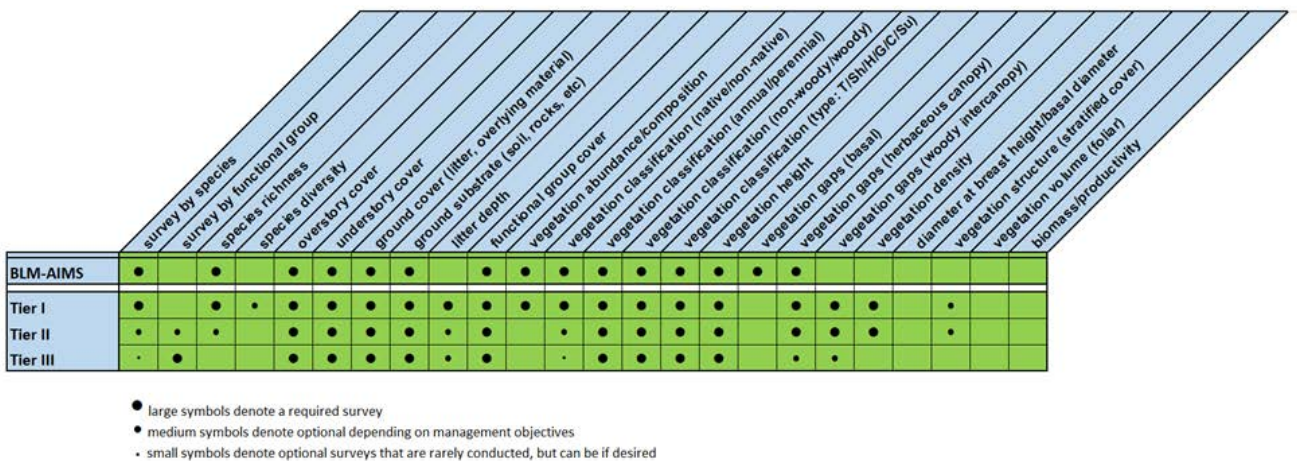 survey by species
survey by functional group
species richness
species diversity
overstory cover
understory cover
ground cover (litter, overlying material)
ground substrate (soil, rocks, etc)
litter depth
functional group cover
vegetation abundance/composition
vegetation classification (native/non-native)
vegetation classification (annual/perennial)
vegetation classification (non-woody/woody)
vegetation classification (type: T/Sh/H/G/C/Su)
vegetation height
vegetation gaps (basal)
vegetation gaps (herbaceous canopy)
vegetation gaps (woody intercanopy)
vegetation density
diameter at breast height/basal diameter
vegetation structure (stratified cover)
vegetation volume (foliar)
biomass/productivity
BLM-AIMS
Tier I
Tier II
Tier III
large symbols denote a required survey
medium symbols denote optional depending on management objectives
small symbols denote optional surveys that are rarely conducted, but can be if desired